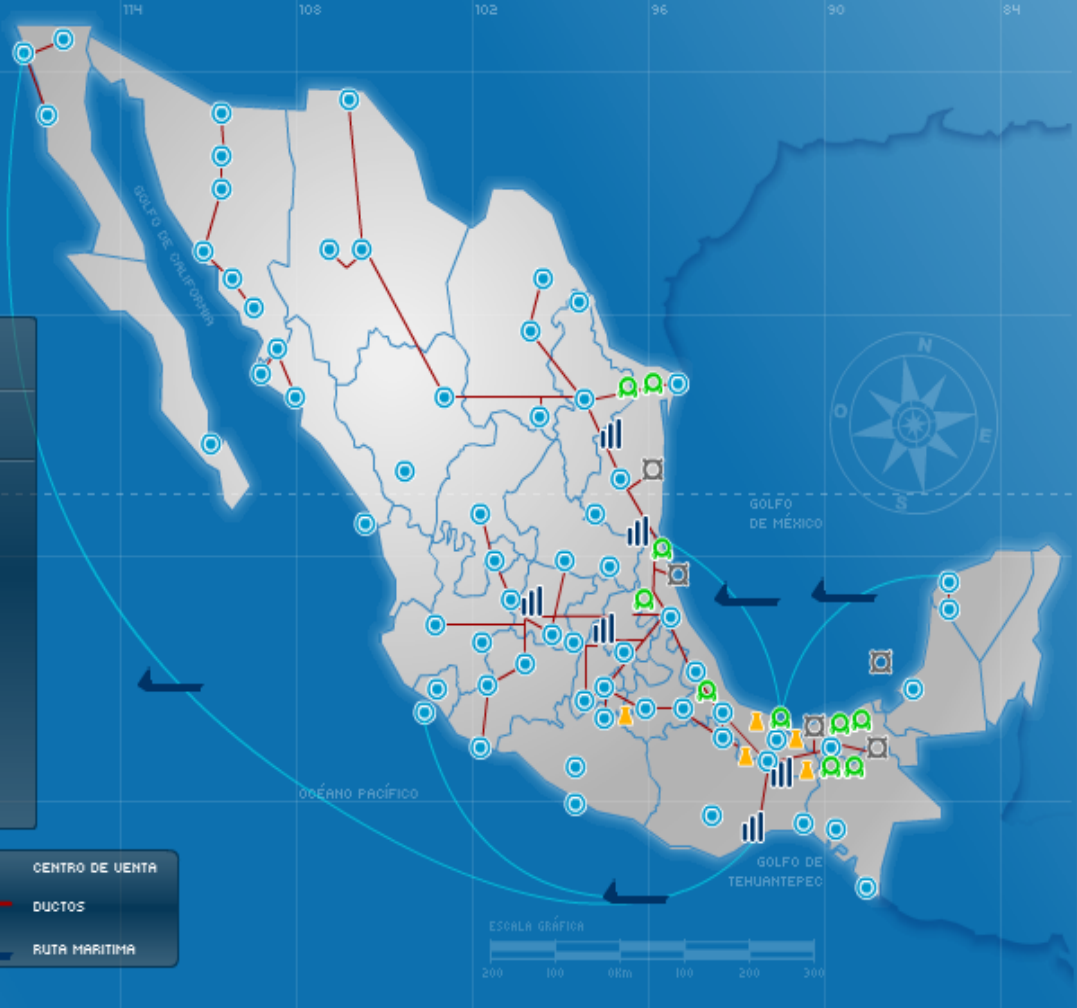 114
108
102
96
90
84
GOLFO DE CALIFORNIA
N
O
E
S
GOLFO
DE MÉXICO
OCÉANO PACÍFICO
GOLFO DE
TEHUANTEPEC
CENTRO DE VENTA
DUCTOS
RUTA MARITIMA
ESCALA GRÁFICA
200 100 0Km 100 200 300